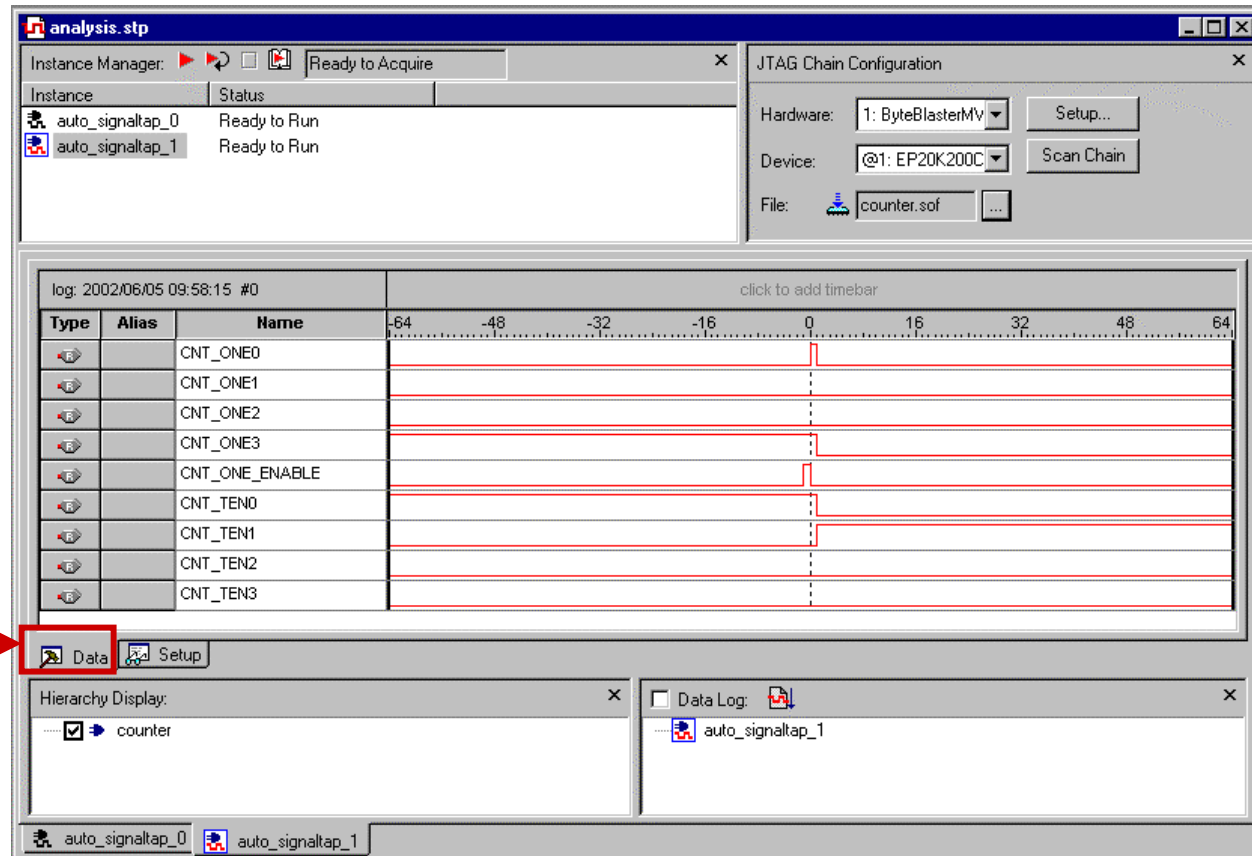 analysis.stp
Instance Manager: Ready to Acquire
Instance Status
auto_signaltap_0 Ready to Run
auto_signaltap_1 Ready to Run
JTAG Chain Configuration
Hardware: 1: ByteBlasterMV Setup...
Device: @1: EP20K200C Scan Chain
File: counter.sof ...
log: 2002/06/05 09:58:15 #0 click to add timebar
Type Alias Name -64 -48 -32 -16 0 16 32 48 64
CNT_ONE0
CNT_ONE1
CNT_ONE2
CNT_ONE3
CNT_ONE_ENABLE
CNT_TEN0
CNT_TEN1
CNT_TEN2
CNT_TEN3
Data Setup
Hierarchy Display:
counter
Data Log:
auto_signaltap_1
auto_signaltap_0 auto_signaltap_1